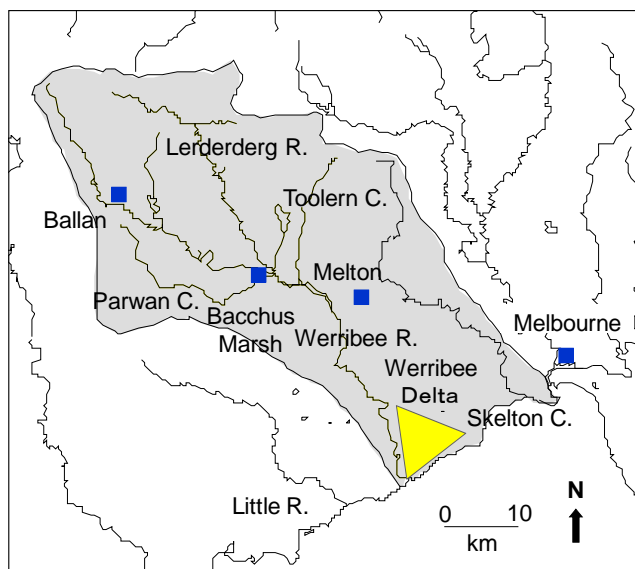 Lerderderg R.
Toolern C.
Ballan
Melton
Parwan C.
Bacchus
Marsh
Werribee R.
Melbourne
Werribee
Delta
Skelton C.
Little R.
0 10
km
N